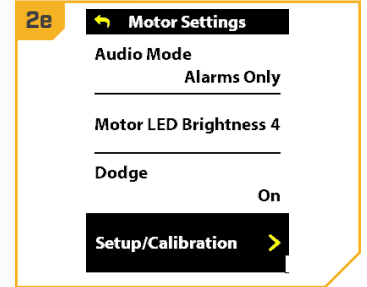 2e
Motor Settings
Audio Mode
Alarms Only
Motor LED Brightness 4
Dodge
On
Setup/Calibration